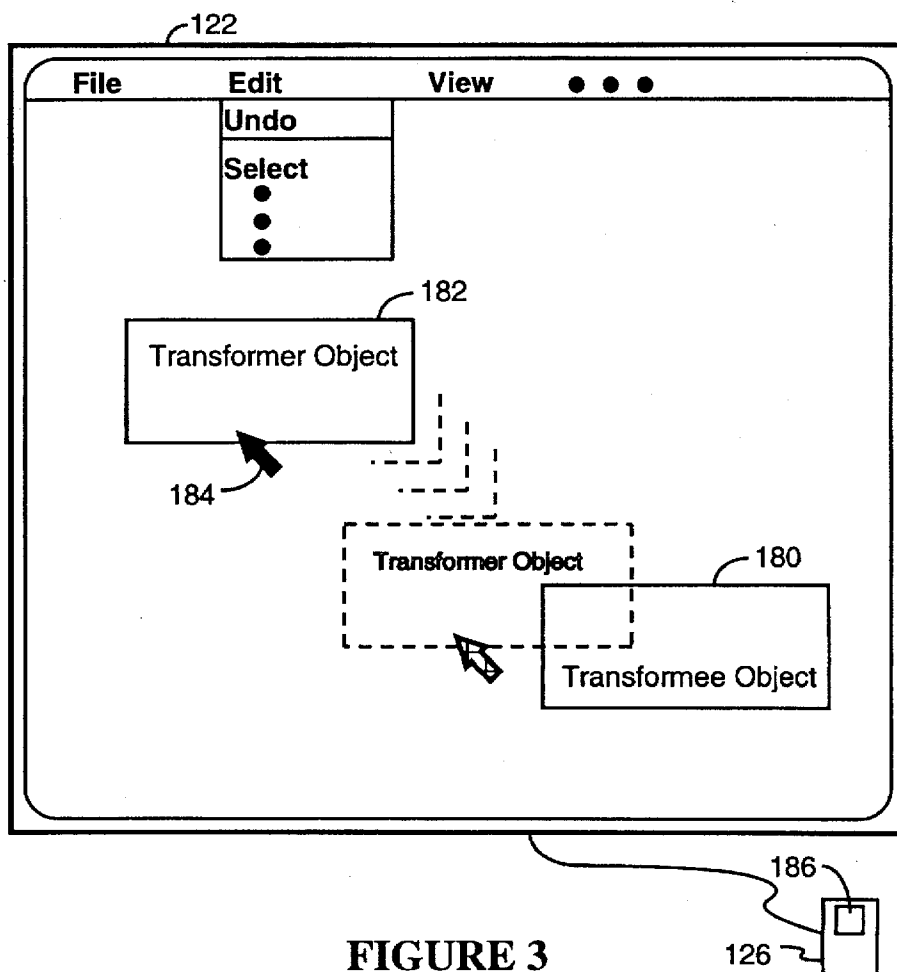 122
File Edit View
Undo
Select
182
Transformer Object
184
Transformer Object
180
Transformee Object
186
FIGURE 3
126